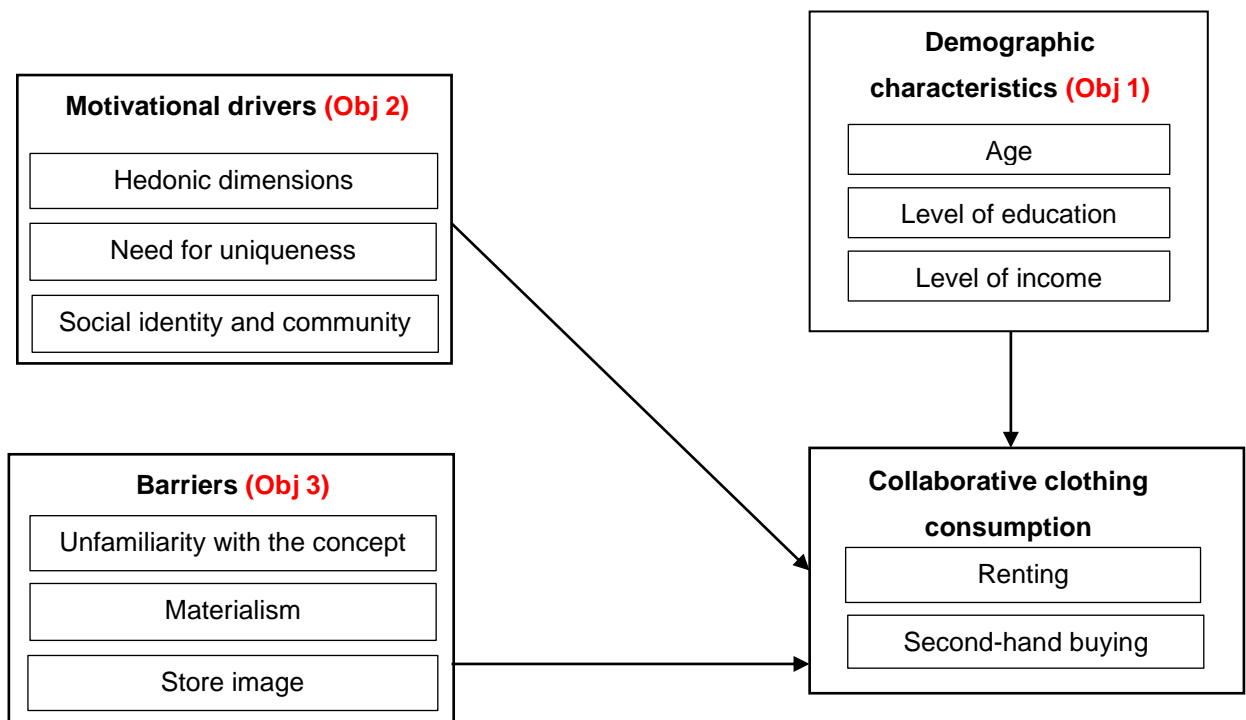 Motivational drivers (Obj 2)
Hedonic dimensions
Need for uniqueness
Social identity and community
Demographic
characteristics (Obj 1)
Age
Level of education
Level of income
Barriers (Obj 3)
Unfamiliarity with the concept
Materialism
Store image
Collaborative clothing
consumption
Renting
Second-hand buying